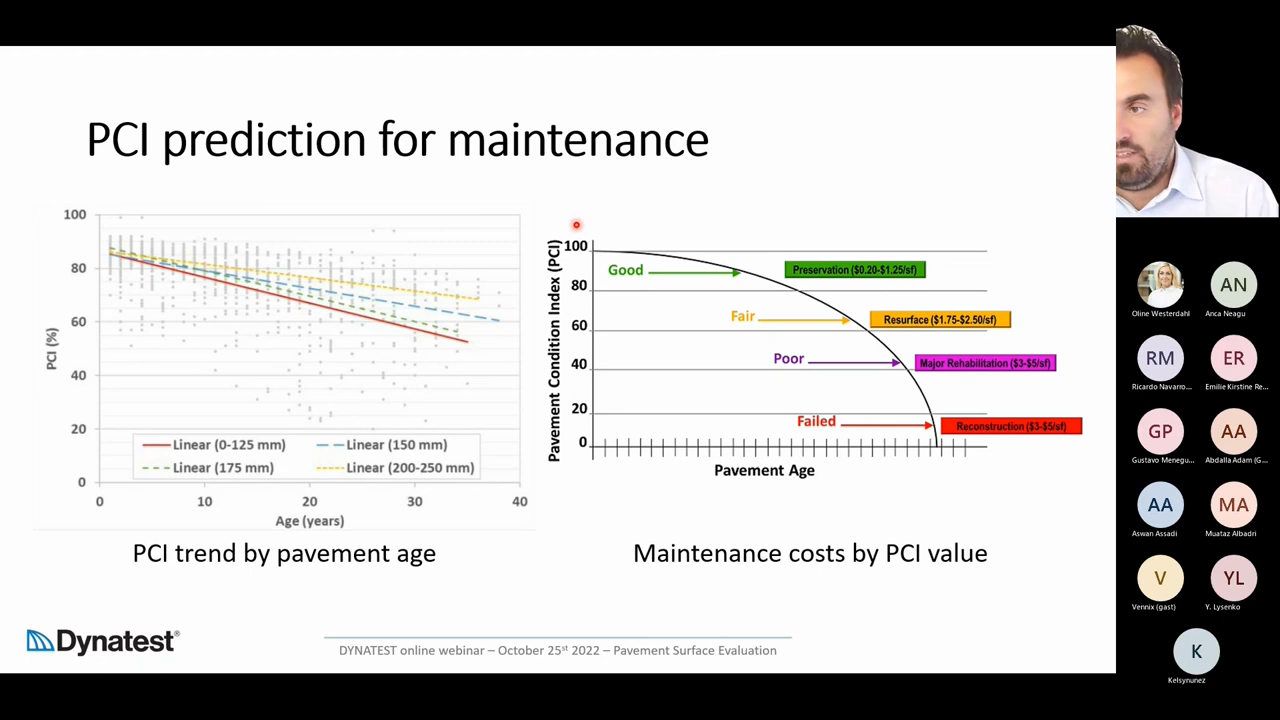 PCI prediction for maintenance
100
80
60
40
20
0
PCI (%)
Linear (0-125 mm)
Linear (150 mm)
Linear (175 mm)
Linear (200-250 mm)
0
10
20
30
40
Age (years)
PCI trend by pavement age
Pavement Condition Index (PCI)
100
80
60
40
20
0
Good
Preservation ($0.20-$1.25/sf)
Fair
Resurface ($1.75-$2.50/sf)
Poor
Major Rehabilitation ($3-$5/sf)
Failed
Reconstruction ($3-$5/sf)
Pavement Age
Maintenance costs by PCI value
Dynatest®
DYNATEST online webinar – October 25st 2022 – Pavement Surface Evaluation
Oline Westerdahl
AN
Anca Neagu
RM
Ricardo Navarro...
ER
Emilie Kirstine Re...
GP
Gustavo Menegu...
AA
Abdalla Adam (G...
AA
Aswan Assadi
MA
Muataz Albadri
V
Vennix (gast)
YL
Y. Lysenko
K
Kelsynunez